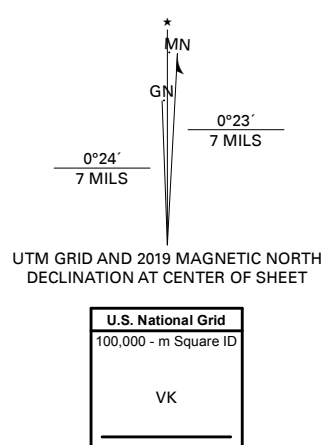 ★
MN
GN
0°23´
7 MILS
0°24´
7 MILS
UTM GRID AND 2019 MAGNETIC NORTH
DECLINATION AT CENTER OF SHEET
U.S. National Grid
100,000 - m Square ID
VK